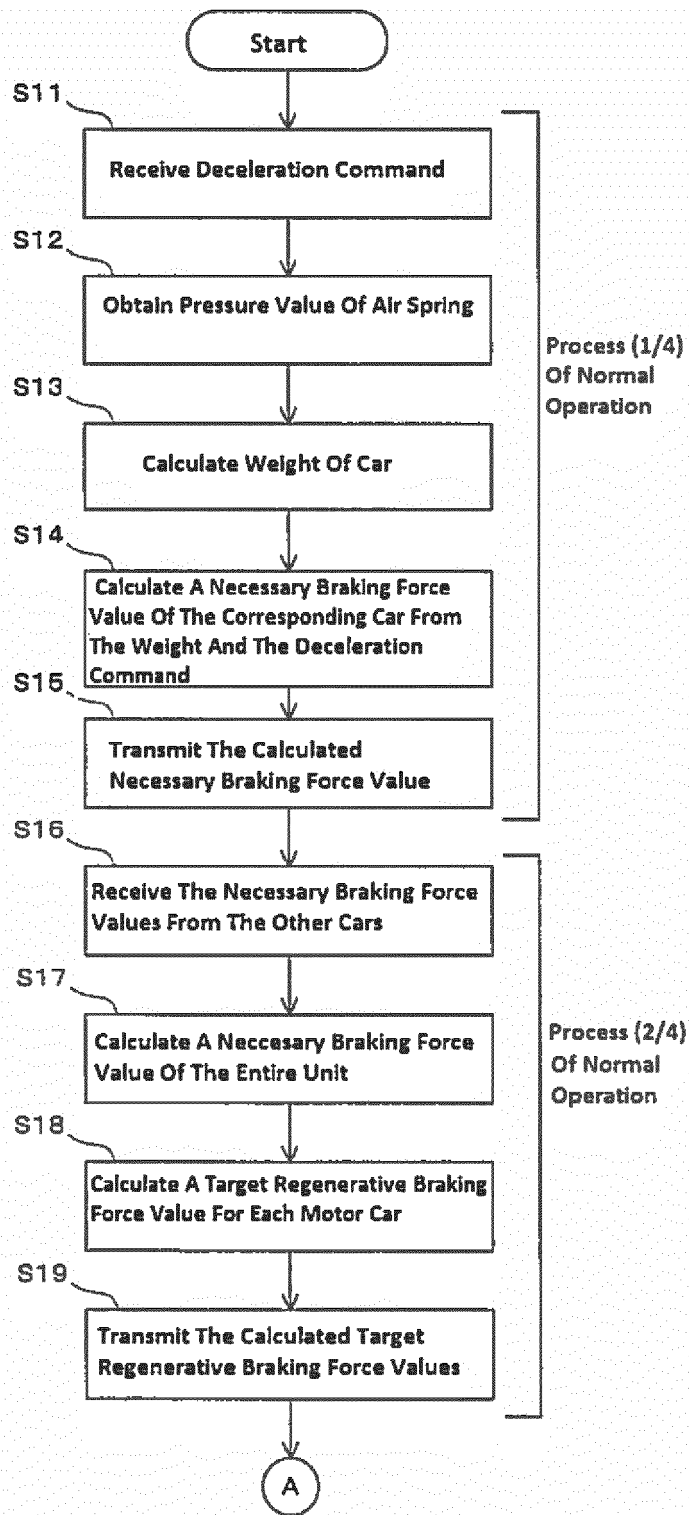 Start
S11
Receive Deceleration Command
S12
Obtain Pressure Value Of Air Spring
Process (1/4)
Of Normal
Operation
S13
Calculate Weight Of Car
S14
Calculate A Necessary Braking Force
Value Of The Corresponding Car From
The Weight And The Deceleration
Command
S15
Transmit The Calculated
Necessary Braking Force Value
S16
Receive The Necessary Braking Force
Values From The Other Cars
S17
Calculate A Neccesary Braking Force
Value Of The Entire Unit
Process (2/4)
Of Normal
Operation
S18
Calculate A Target Regenerative Braking
Force Value For Each Motor Car
S19
Transmit The Calculated Target
Regenerative Braking Force Values
A